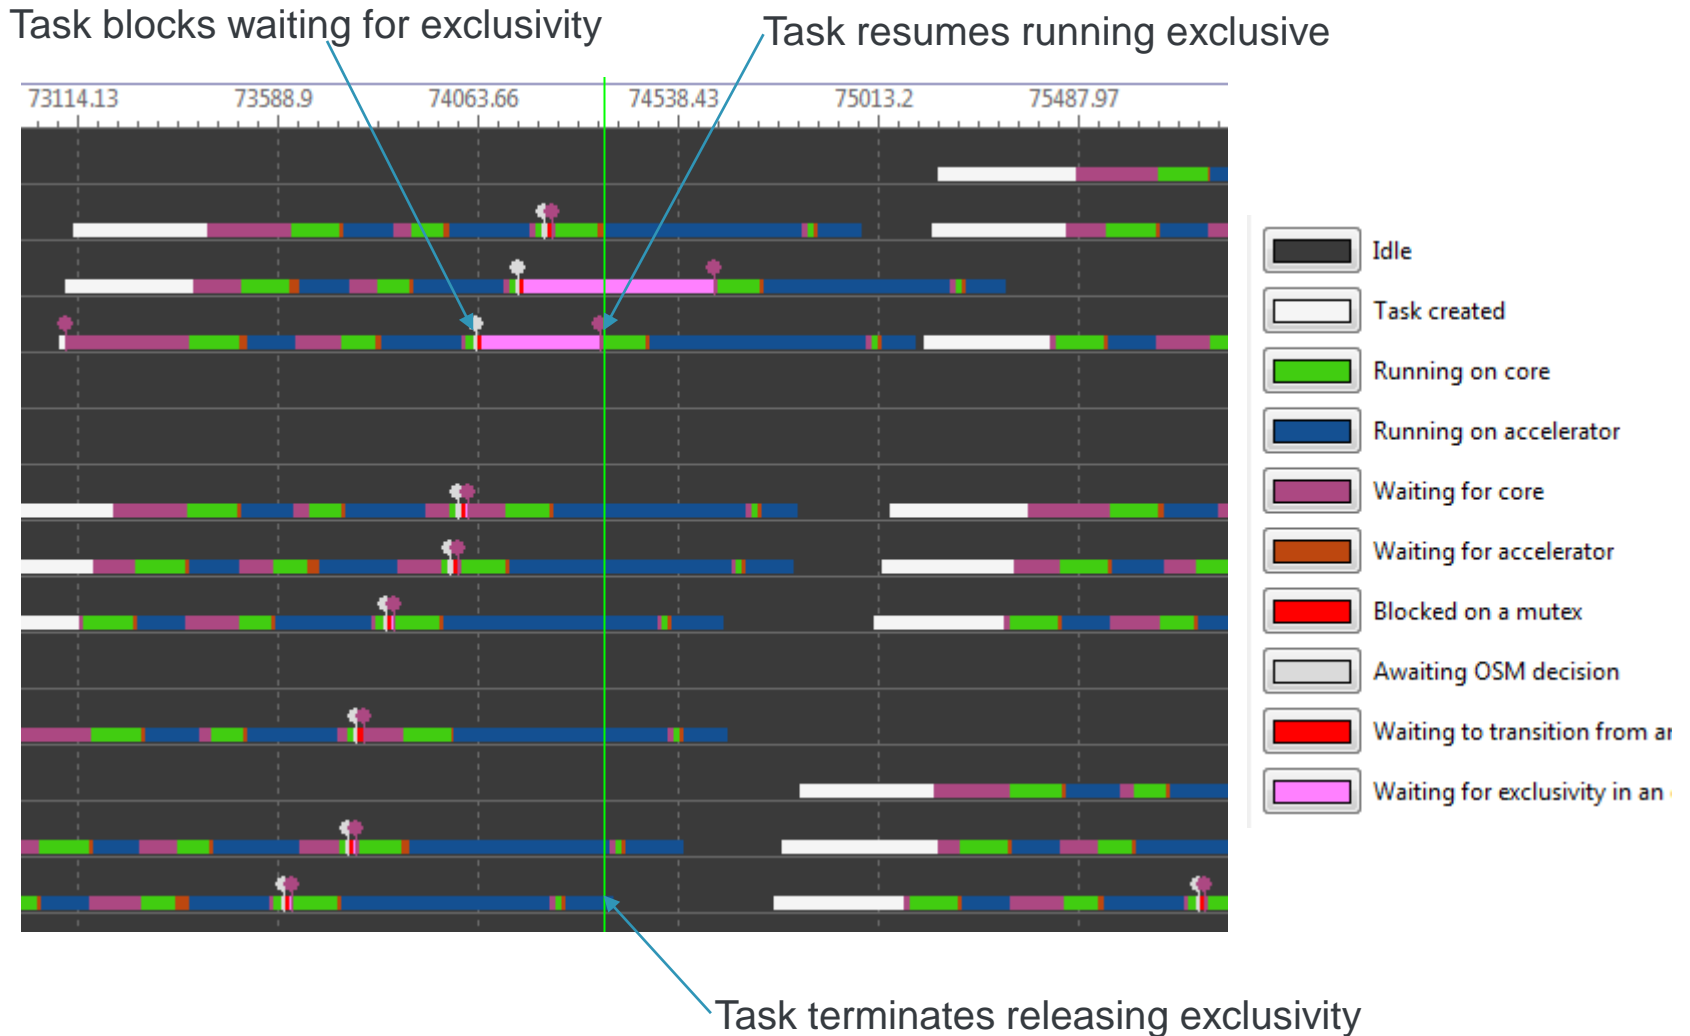 Task blocks waiting for exclusivity
Task resumes running exclusive
73114.13 73588.9 74063.66 74538.43 75013.2 75487.97
Idle
Task created
Running on core
Running on accelerator
Waiting for core
Waiting for accelerator
Blocked on a mutex
Awaiting OSM decision
Waiting to transition from
Waiting for exclusivity in an
Task terminates releasing exclusivity